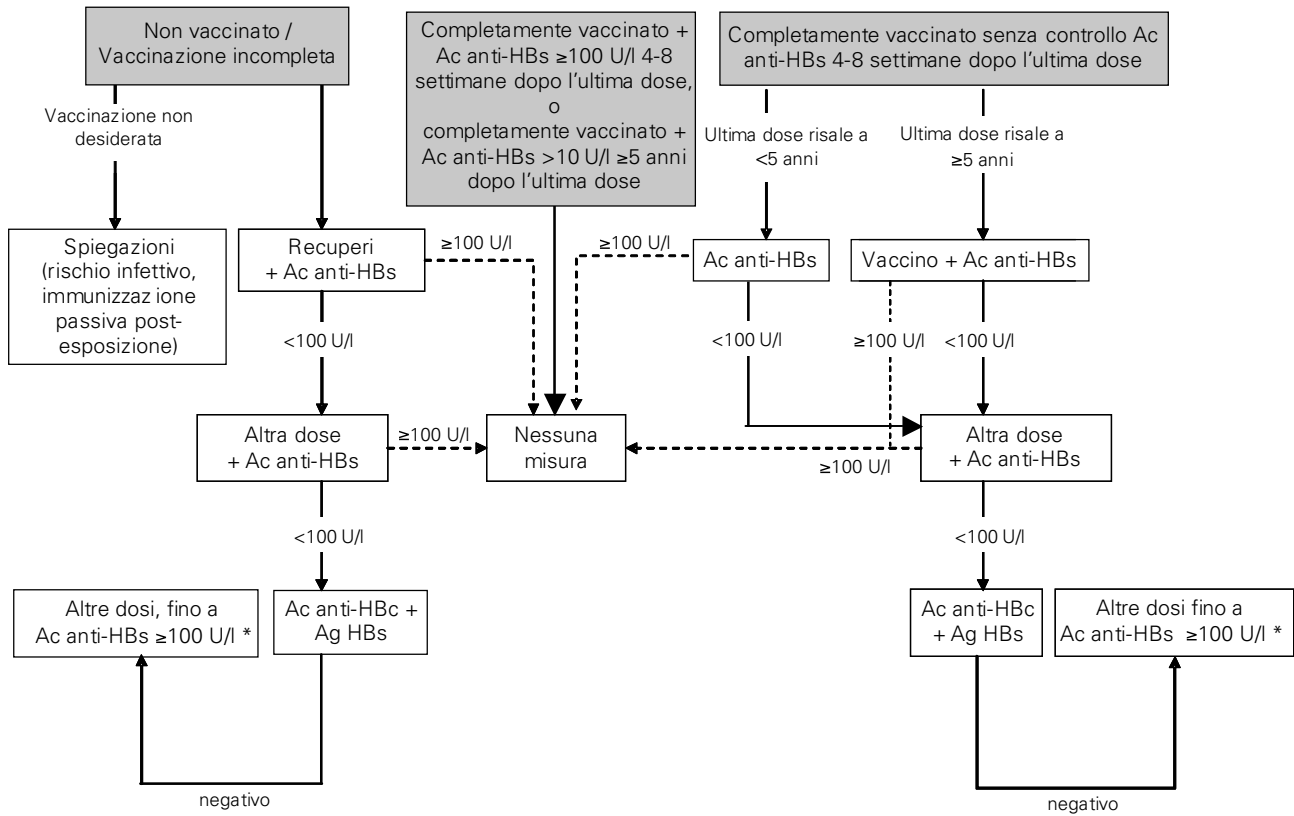 Non vaccinato /
Vaccinazione incompleta
Completamente vaccinato +
Ac anti-HBs ≥100 U/l 4-8
settimane dopo l'ultima dose,
o
completamente vaccinato +
Ac anti-HBs >10 U/l ≥5 anni
dopo l'ultima dose
Completamente vaccinato senza controllo Ac
anti-HBs 4-8 settimane dopo l'ultima dose
Vaccinazione non
desiderata
Ultima dose risale a
<5 anni
Ultima dose risale a
≥5 anni
Spiegazioni
(rischio infettivo,
immunizzazione
passiva post-
esposizione)
Recuperi
+ Ac anti-HBs
≥100 U/l
≥100 U/l
Ac anti-HBs
Vaccino + Ac anti-HBs
<100 U/l
<100 U/l
≥100 U/l
<100 U/l
Altra dose
+ Ac anti-HBs
≥100 U/l
Nessuna
misura
≥100 U/l
Altra dose
+ Ac anti-HBs
<100 U/l
<100 U/l
Altre dosi, fino a
Ac anti-HBs ≥100 U/l *
Ac anti-HBc +
Ag HBs
Ac anti-HBc
+ Ag HBs
Altre dosi fino a
Ac anti-HBs ≥100 U/l *
negativo
negativo